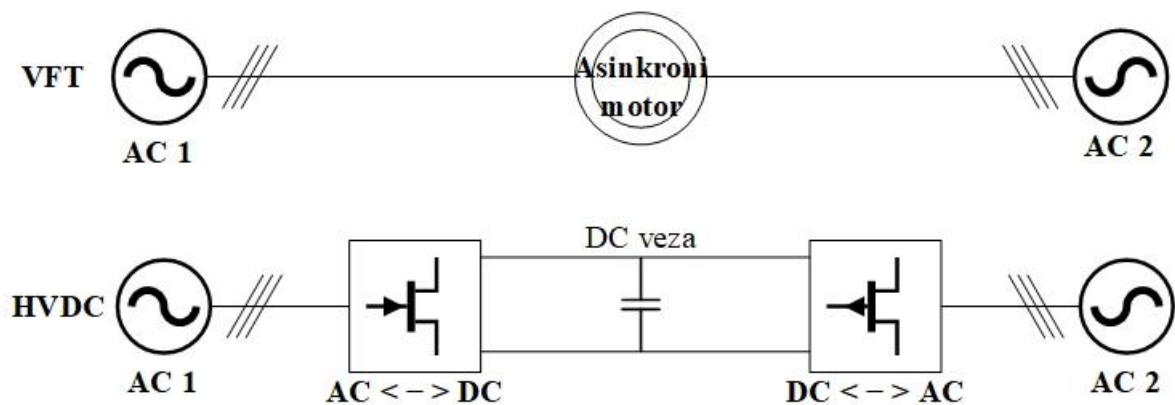 VFT
Asinkroni
motor
AC 1
AC 2
DC veza
HVDC
AC 1
AC < − > DC
DC < − > AC
AC 2